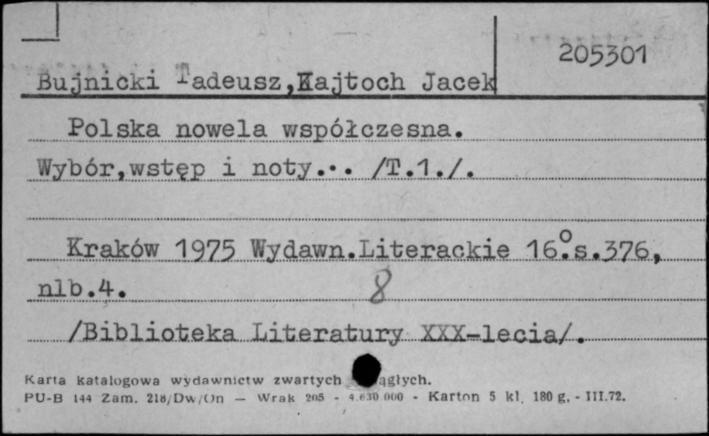 205301
Bujnicki Tadeusz,Kajtoch Jacek
Polska nowela współczesna.
Wybór,wstęp i noty... /T.1./.
Kraków 1975 Wydawn.Literackie 16°.s.376,
nlb.4.
8
/Biblioteka Literatury XXX-lecia/.
Karta katalogowa wydawnictw zwartych ągłych.
PU-B 144 Zam. 218/Dw/Un — Wrak 205 - 4.630 000 - Karton 5 kl. 180 g. - III.72.